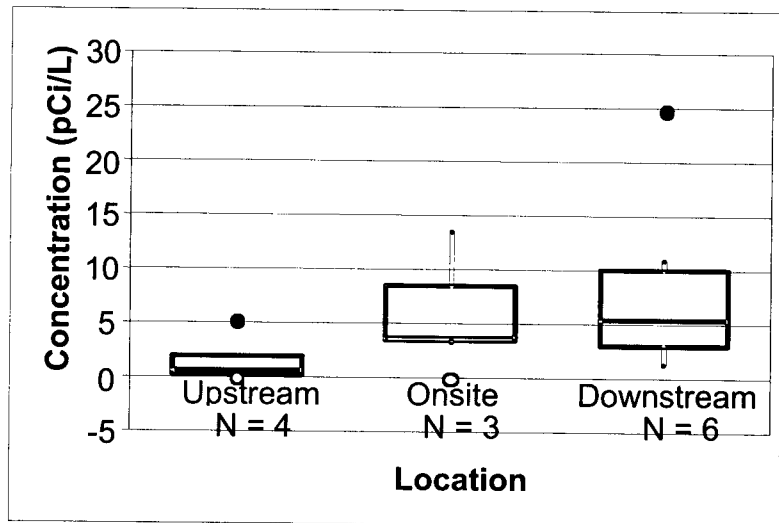 Concentration (pCi/L)
30
25
20
15
10
5
0
-5
Upstream
N = 4
Onsite
N = 3
Downstream
N = 6
Location